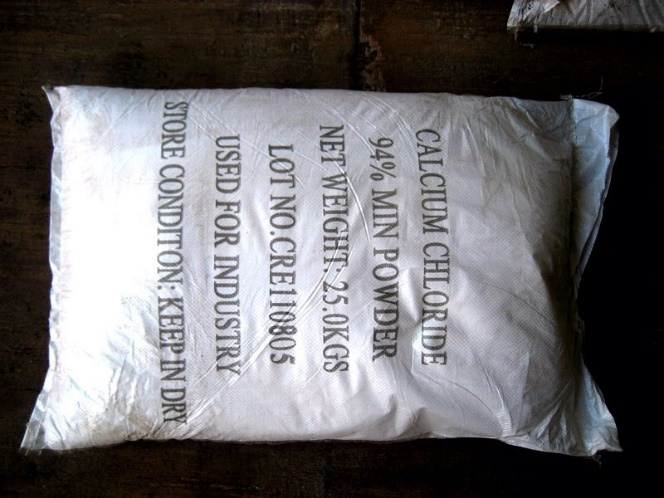 CALCIUM CHLORIDE
94% MIN POWDER
NET WEIGHT: 25.0KGS
LOT NO.CRE110805
USED FOR INDUSTRY
STORE CONDITION: KEEP IN DRY